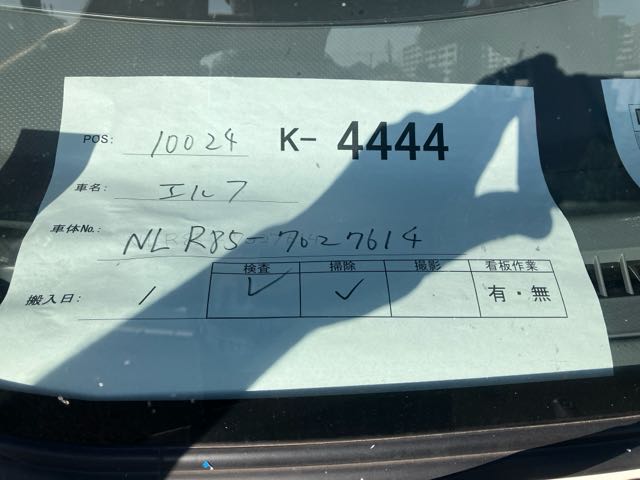 POS: 10024 K- 4444
車名: エルフ
車体No.: NLR85-7027614
検査 掃除 撮影 看板作業
搬入日: / ✓ ✓ 有・無